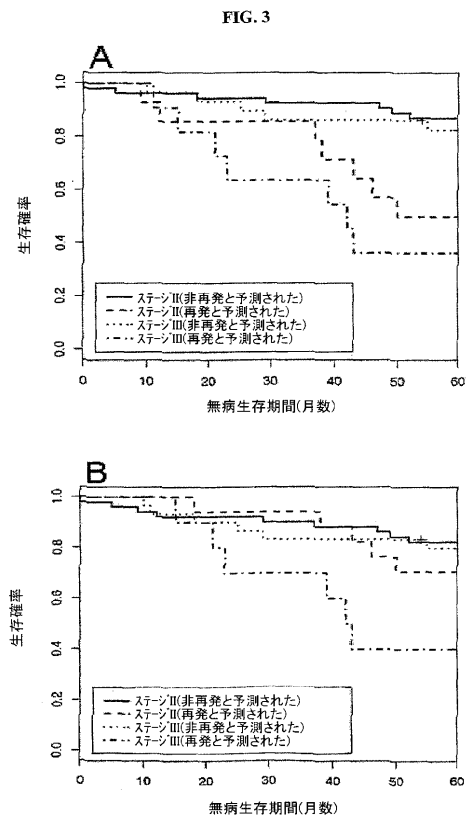 FIG. 3
A
生存確率
1.0
0.8
0.6
0.4
0.2
0.0
ステージII(非再発と予測された)
ステージII(再発と予測された)
ステージIII(非再発と予測された)
ステージIII(再発と予測された)
0 10 20 30 40 50 60
無病生存期間(月数)
B
生存確率
1.0
0.8
0.6
0.4
0.2
0.0
ステージII(非再発と予測された)
ステージII(再発と予測された)
ステージIII(非再発と予測された)
ステージIII(再発と予測された)
0 10 20 30 40 50 60
無病生存期間(月数)